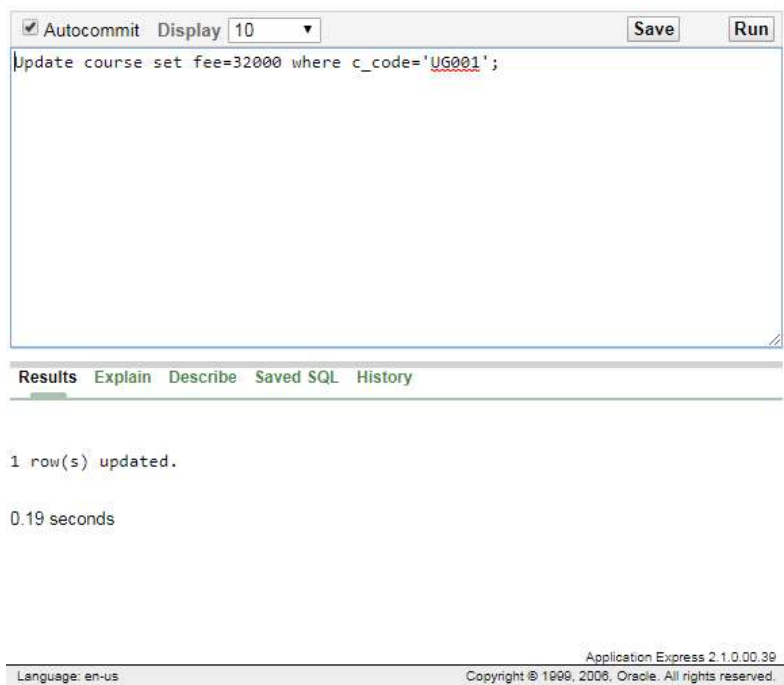 Autocommit Display 10 Save Run
Update course set fee=32000 where c_code='UG001';
Results Explain Describe Saved SQL History
1 row(s) updated.
0.19 seconds
Application Express 2.1.0.00.39
Language: en-us Copyright © 1999, 2006, Oracle. All rights reserved.